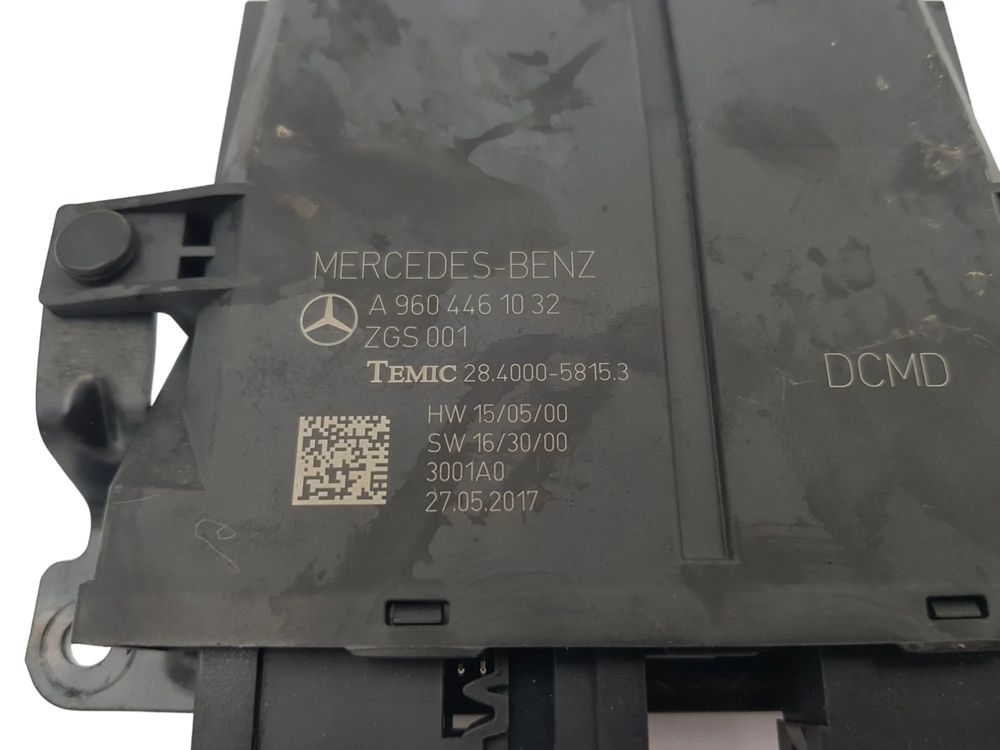 MERCEDES-BENZ
A 960 446 10 32
ZGS 001
TEMIC 28.4000-5815.3
DCMD
HW 15/05/00
SW 16/30/00
3001A0
27.05.2017